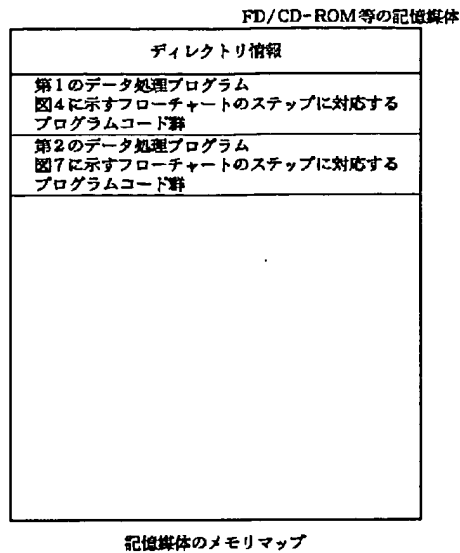 FD/CD-ROM等の記憶媒体
ディレクトリ情報
第1のデータ処理プログラム
図4に示すフローチャートのステップに対応する
プログラムコード群
第2のデータ処理プログラム
図7に示すフローチャートのステップに対応する
プログラムコード群
記憶媒体のメモリマップ